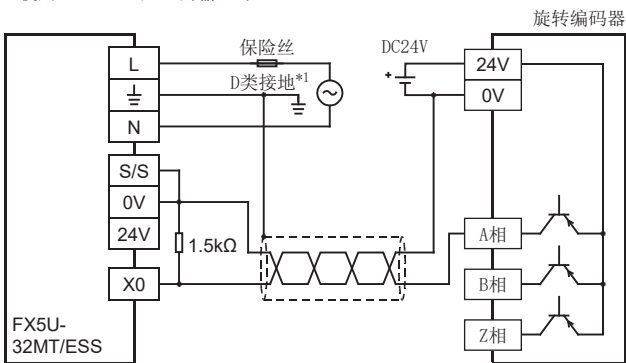 旋转编码器
保险丝
DC24V
L
24V
D类接地*1
0V
N
S/S
0V
24V
1.5kΩ
A相
X0
B相
Z相
FX5U-
32MT/ESS